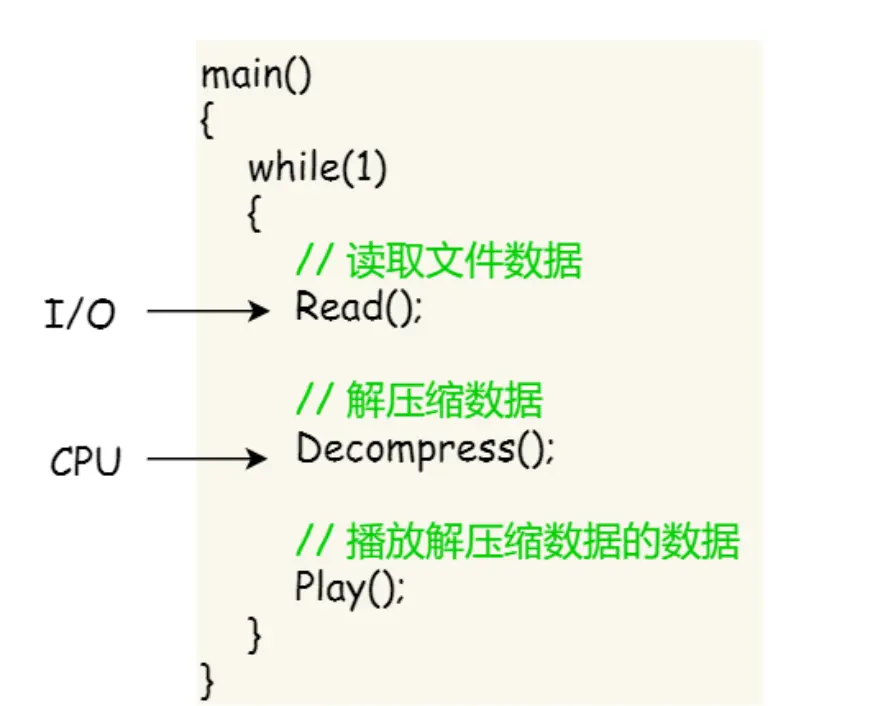 main()
{
while(1)
{
// 读取文件数据
I/O
Read();
// 解压缩数据
CPU
Decompress();
// 播放解压缩数据的数据
Play();
}
}